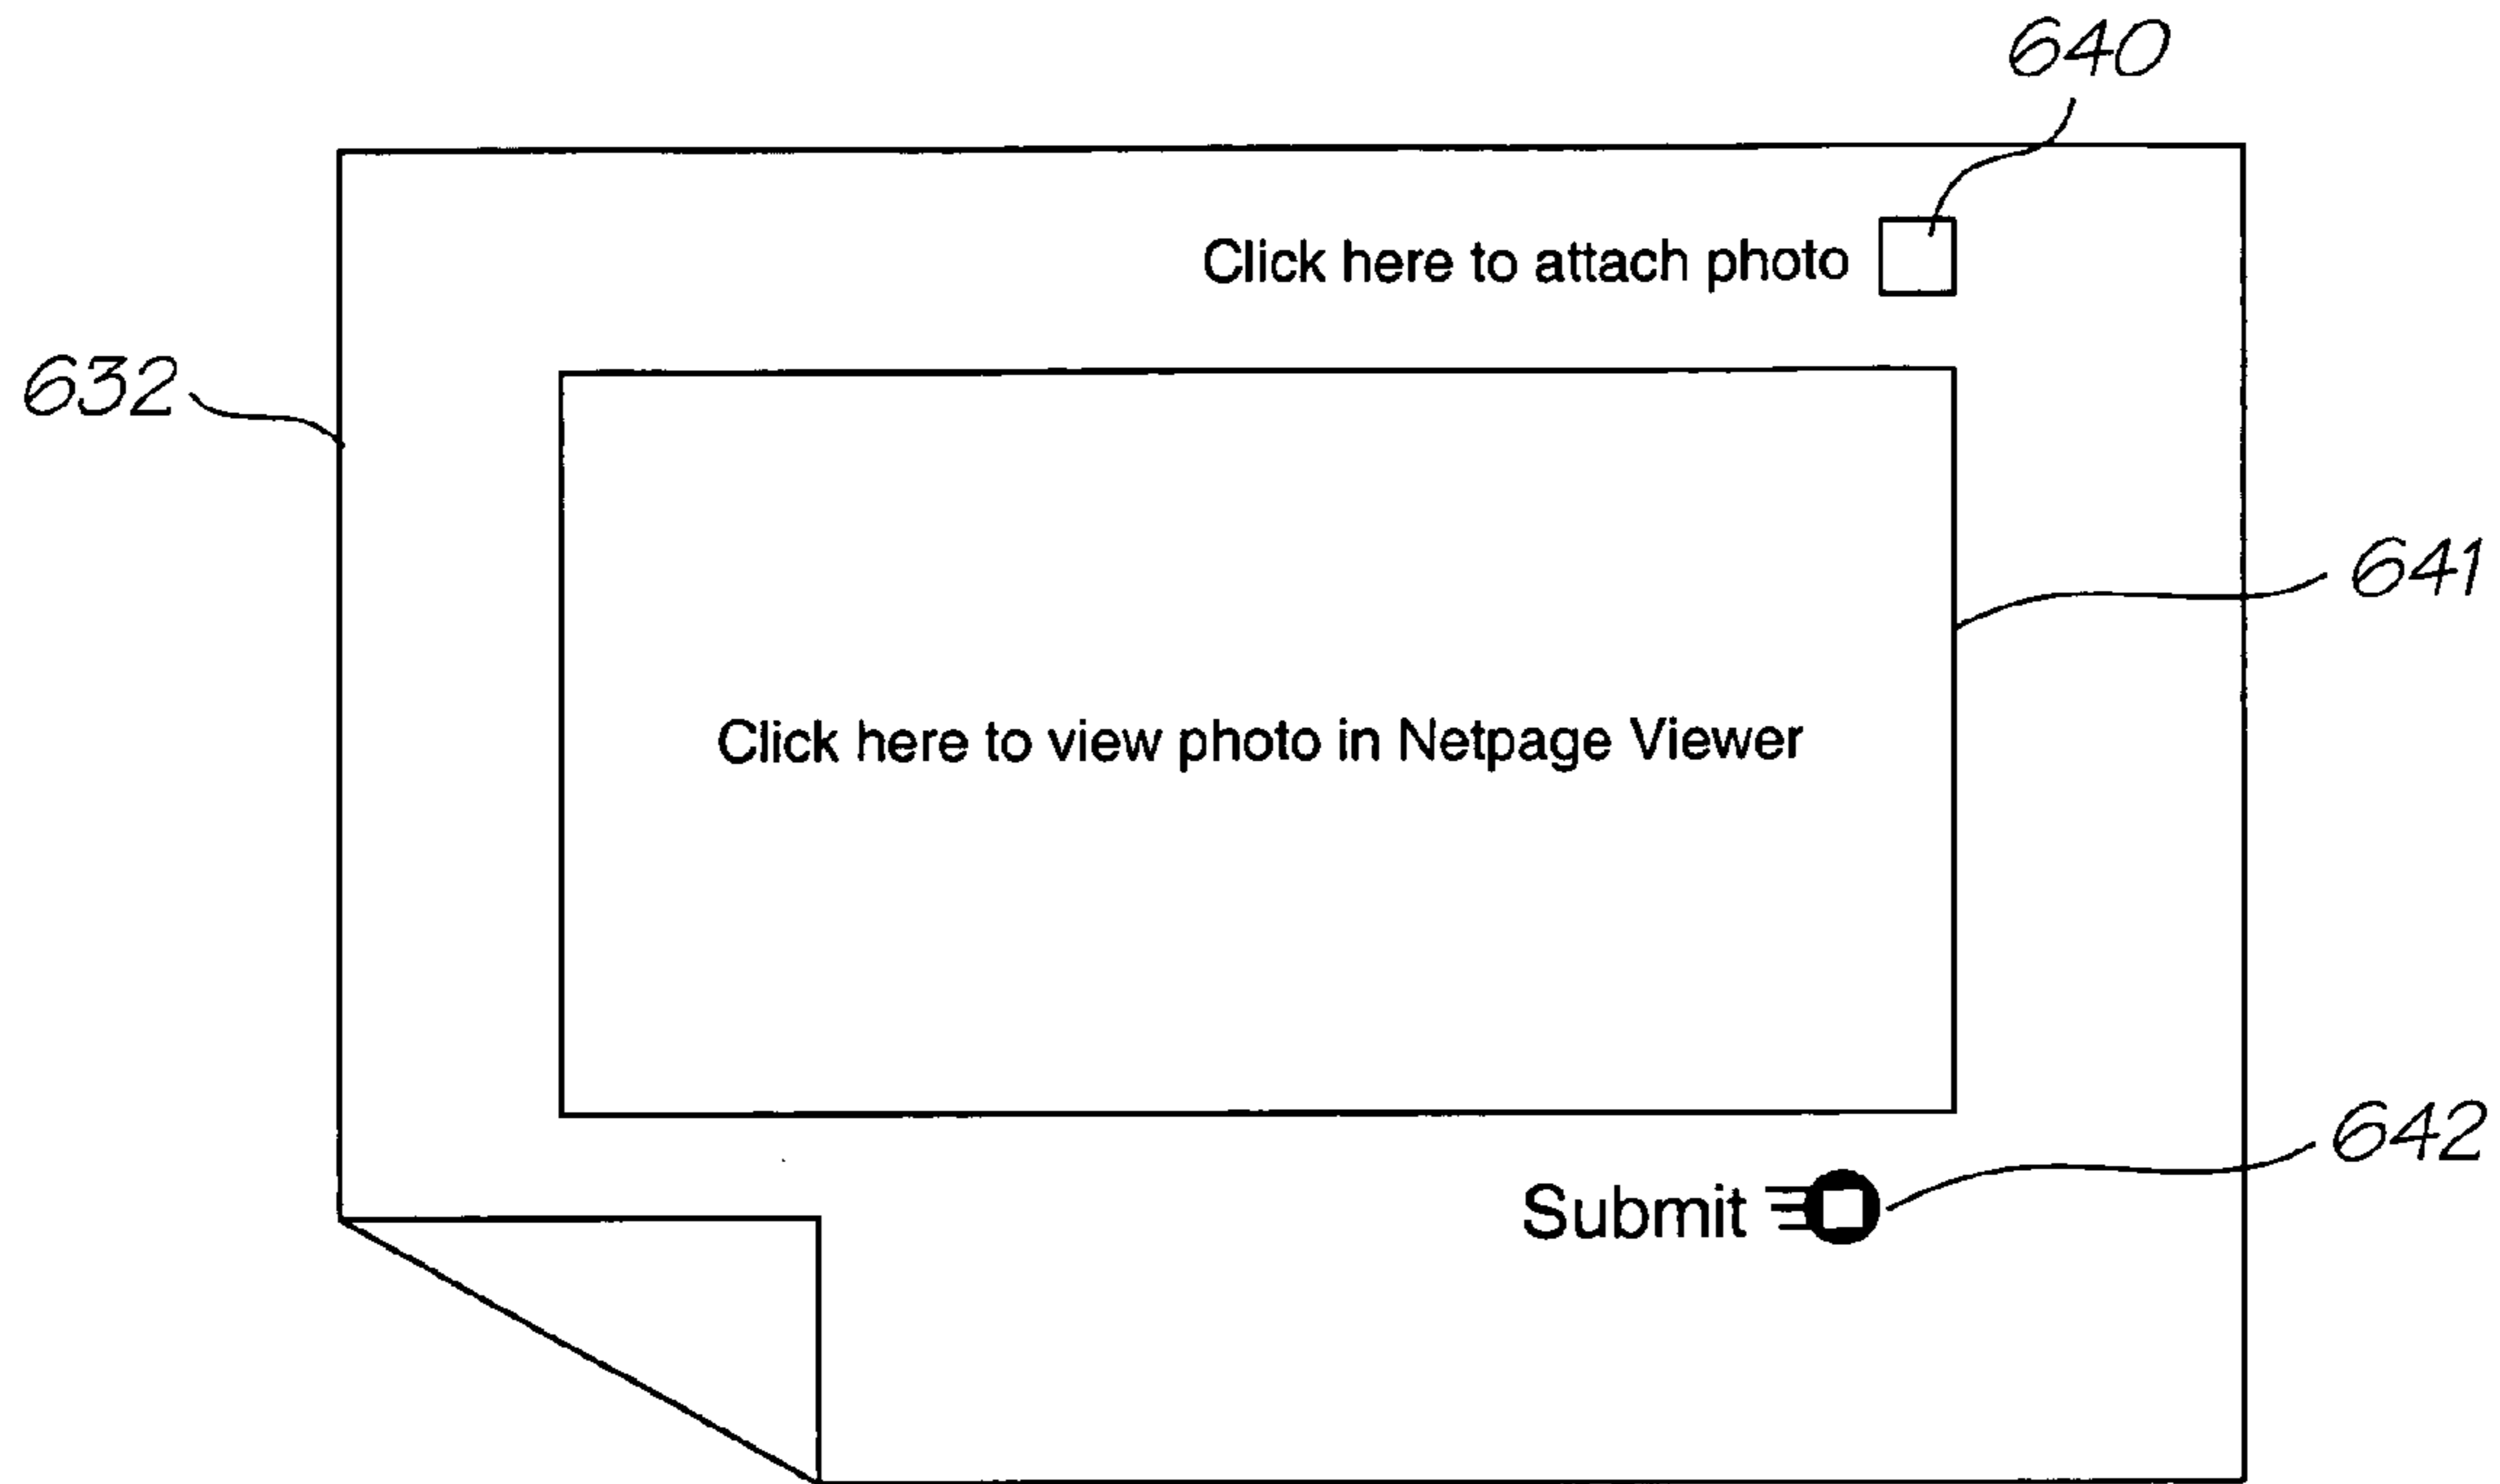 640
Click here to attach photo
632
641
Click here to view photo in Netpage Viewer
642
Submit